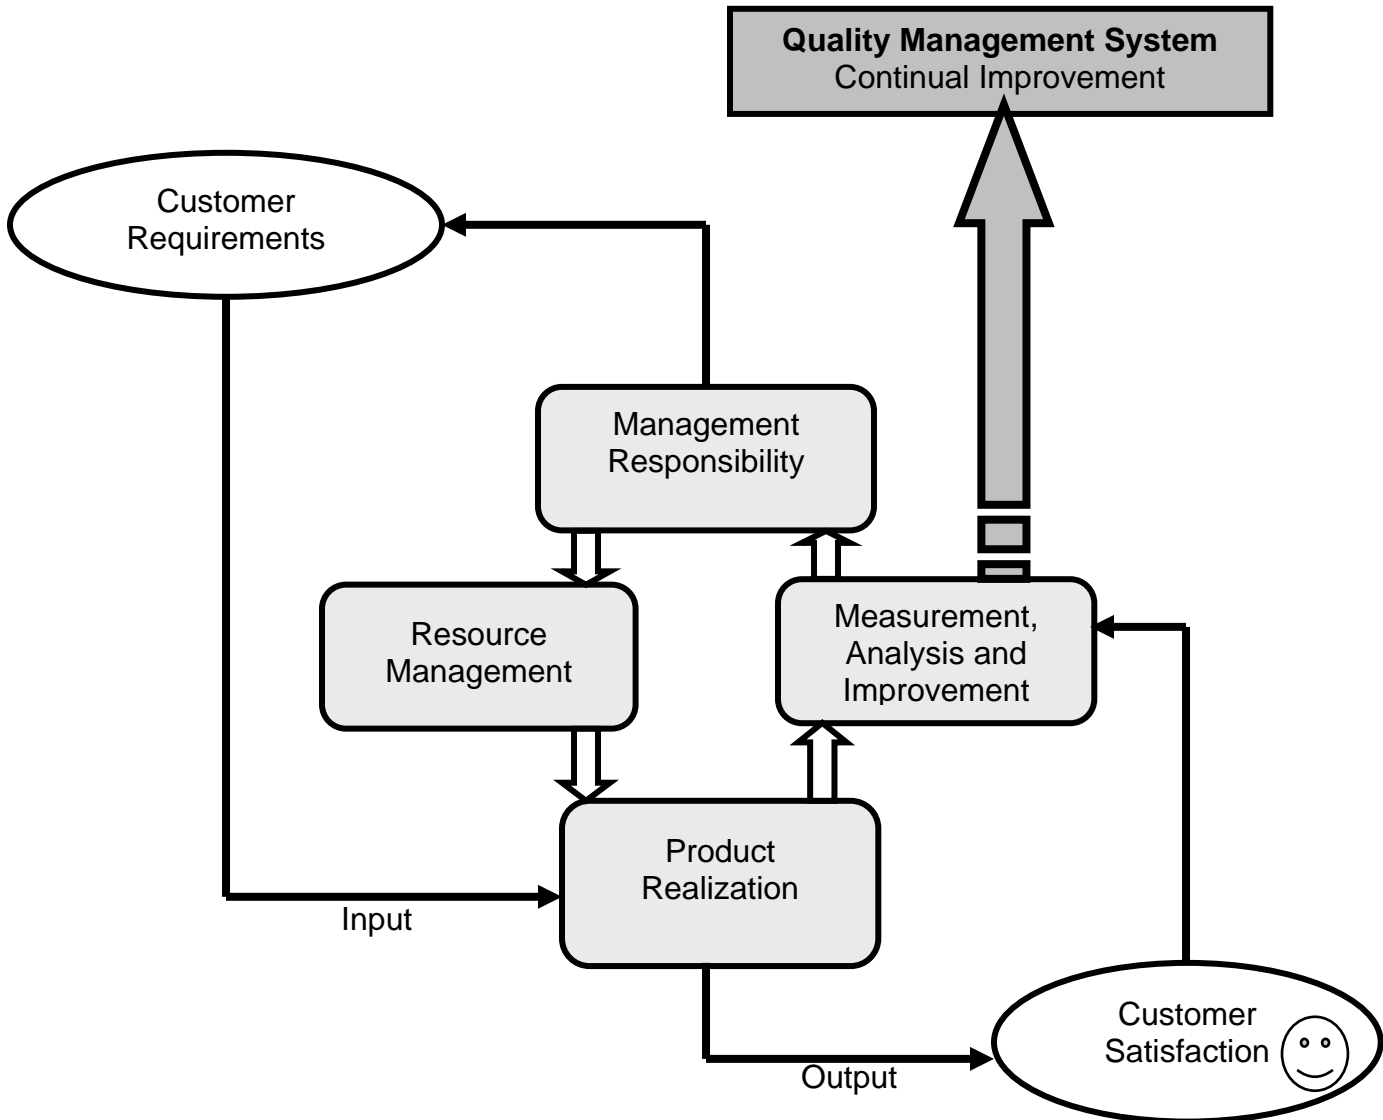 Quality Management System
Continual Improvement
Customer
Requirements
Management
Responsibility
Resource
Management
Measurement,
Analysis and
Improvement
Product
Realization
Input
Customer
Satisfaction
Output